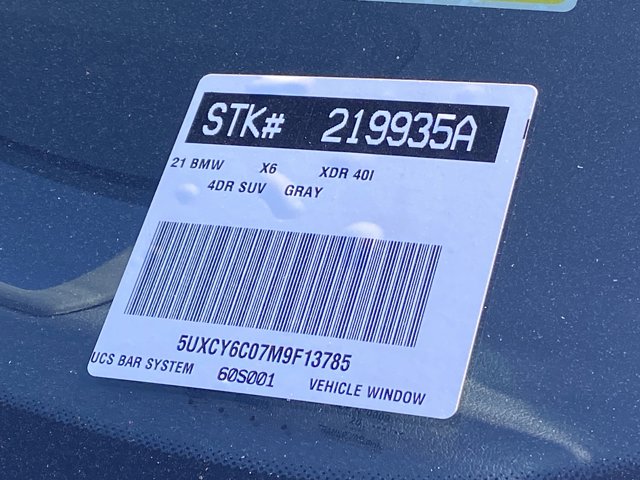 STK# 219935A
21 BMW X6 XDR 40I
4DR SUV GRAY
5UXCY6C07M9F13785
UCS BAR SYSTEM 60S001 VEHICLE WINDOW